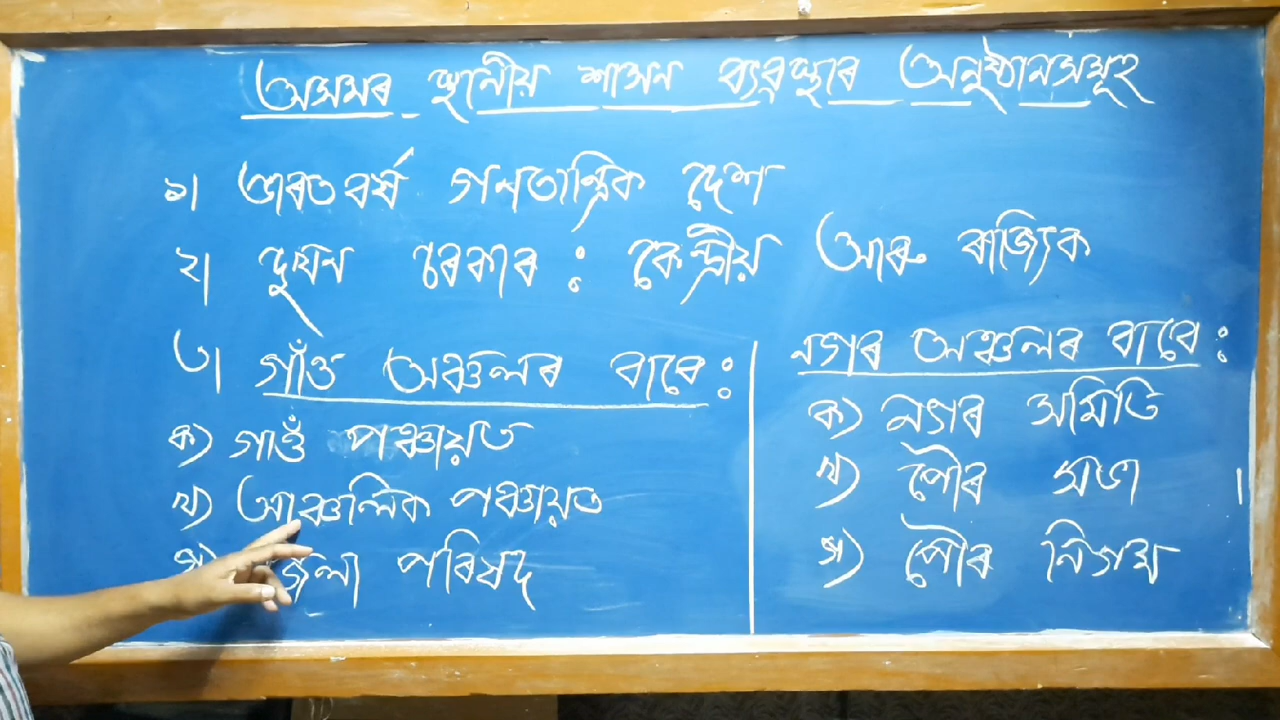 অসমৰ স্থানীয় শাসন ব্যৱস্থাৰ অনুষ্ঠানসমূহ
১। ভাৰতবৰ্ষ গণতান্ত্ৰিক দেশ
২। দুখন চৰকাৰ : কেন্দ্ৰীয় আৰু ৰাজ্যিক
৩। গাঁও অঞ্চলৰ বাবে :
ক) গাওঁ পঞ্চায়ত
খ) আঞ্চলিক পঞ্চায়ত
গ) জিলা পৰিষদ
নগৰ অঞ্চলৰ বাবে :
ক) নগৰ সমিতি
খ) পৌৰ সভা
গ) পৌৰ নিগম